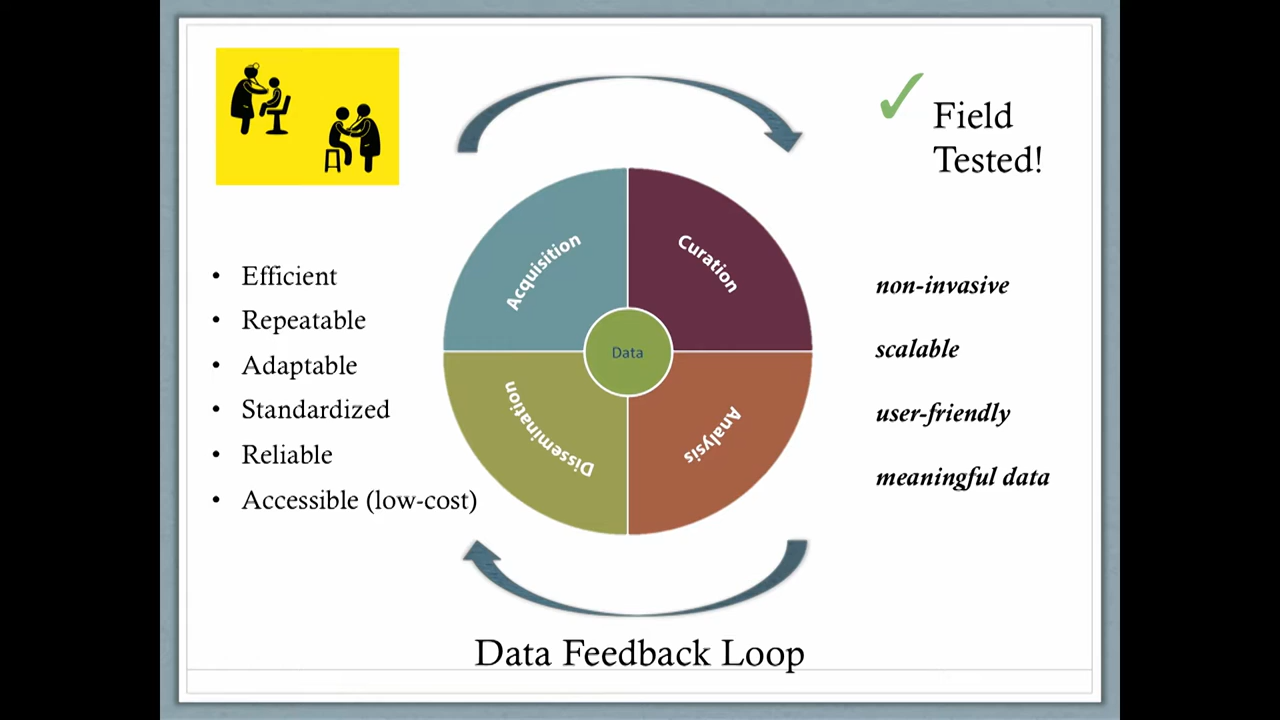 Field
Tested!
• Efficient
• Repeatable
• Adaptable
• Standardized
• Reliable
• Accessible (low-cost)
Acquisition
Curation
Data
Dissemination
Analysis
non-invasive
scalable
user-friendly
meaningful data
Data Feedback Loop